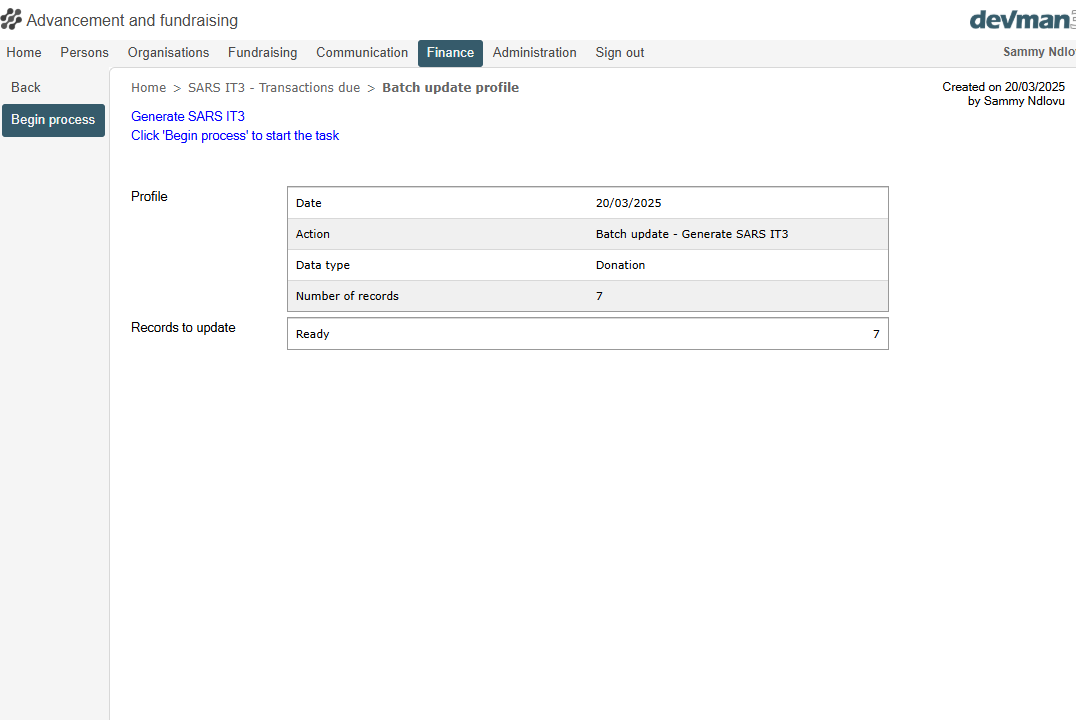 Advancement and fundraising
devman
Home Persons Organisations Fundraising Communication Finance Administration Sign out Sammy Ndlo
Back
Begin process
Home > SARS IT3 - Transactions due > Batch update profile
Created on 20/03/2025
by Sammy Ndlovu
Generate SARS IT3
Click 'Begin process' to start the task
Profile
Date 20/03/2025
Action Batch update - Generate SARS IT3
Data type Donation
Number of records 7
Records to update
Ready 7